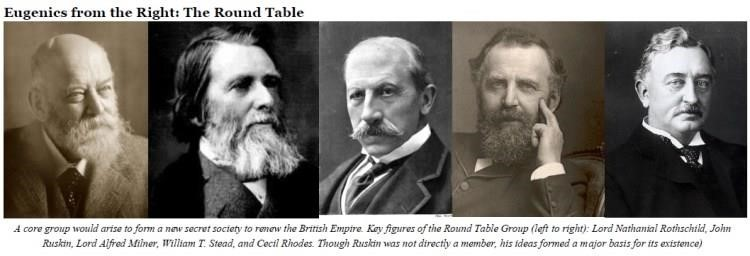 Eugenics from the Right: The Round Table
A core group would arise to form a new secret society to renew the British Empire. Key figures of the Round Table Group (left to right): Lord Nathanial Rothschild, John
Ruskin, Lord Alfred Milner, William T. Stead, and Cecil Rhodes. Though Ruskin was not directly a member, his ideas formed a major basis for its existence)